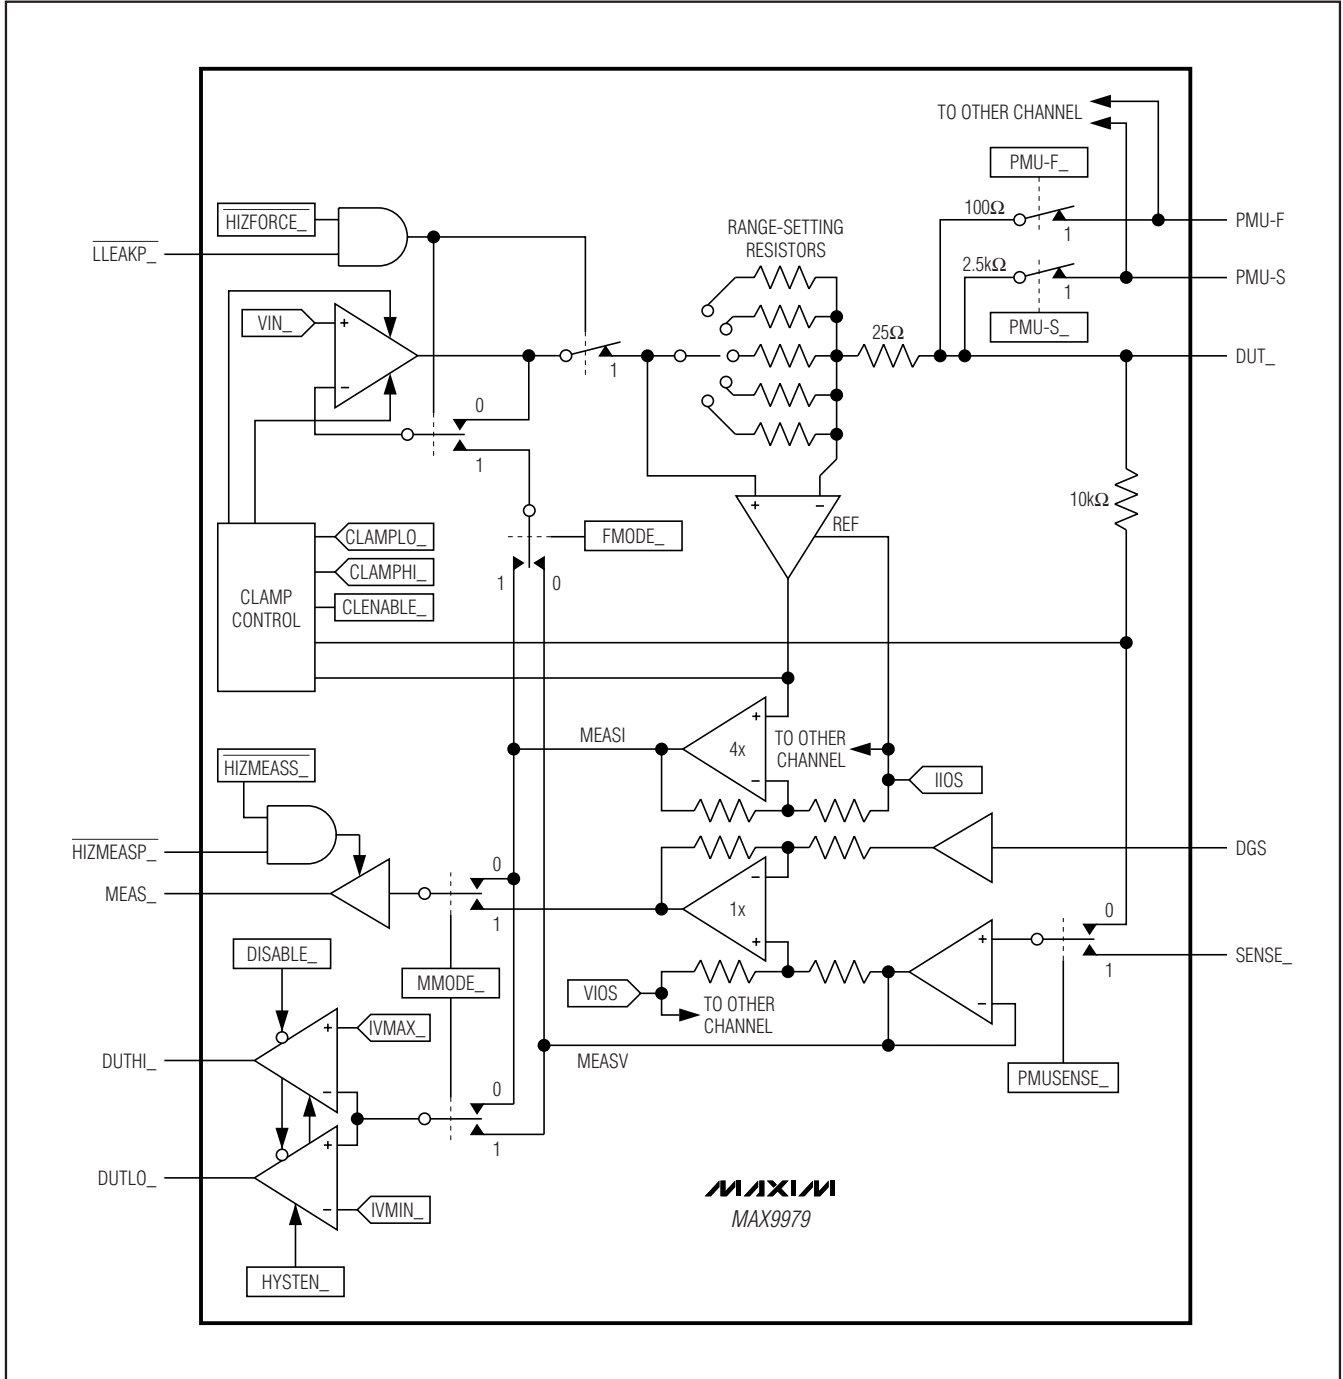 TO OTHER CHANNEL
PMU-F_
HIZFORCE_
100Ω
PMU-F
1
LLEAKP_
RANGE-SETTING
RESISTORS
2.5kΩ
PMU-S
1
VIN_
+
−
PMU-S_
25Ω
DUT_
1
0
1
10kΩ
+
−
REF
CLAMPLO_
FMODE_
CLAMPHI_
CLENABLE_
CLAMP
CONTROL
1
0
MEASI
+
4x
−
TO OTHER
CHANNEL
IIOS
HIZMEASS_
HIZMEASP_
DGS
MEAS_
0
1
−
1x
+
DISABLE_
MMODE_
VIOS
TO OTHER
CHANNEL
+
−
0
1
SENSE_
PMUSENSE_
IVMAX_
+
−
DUTHI_
MEASV
0
1
+
−
DUTLO_
IVMIN_
HYSTEN_
MAXIM
MAX9979